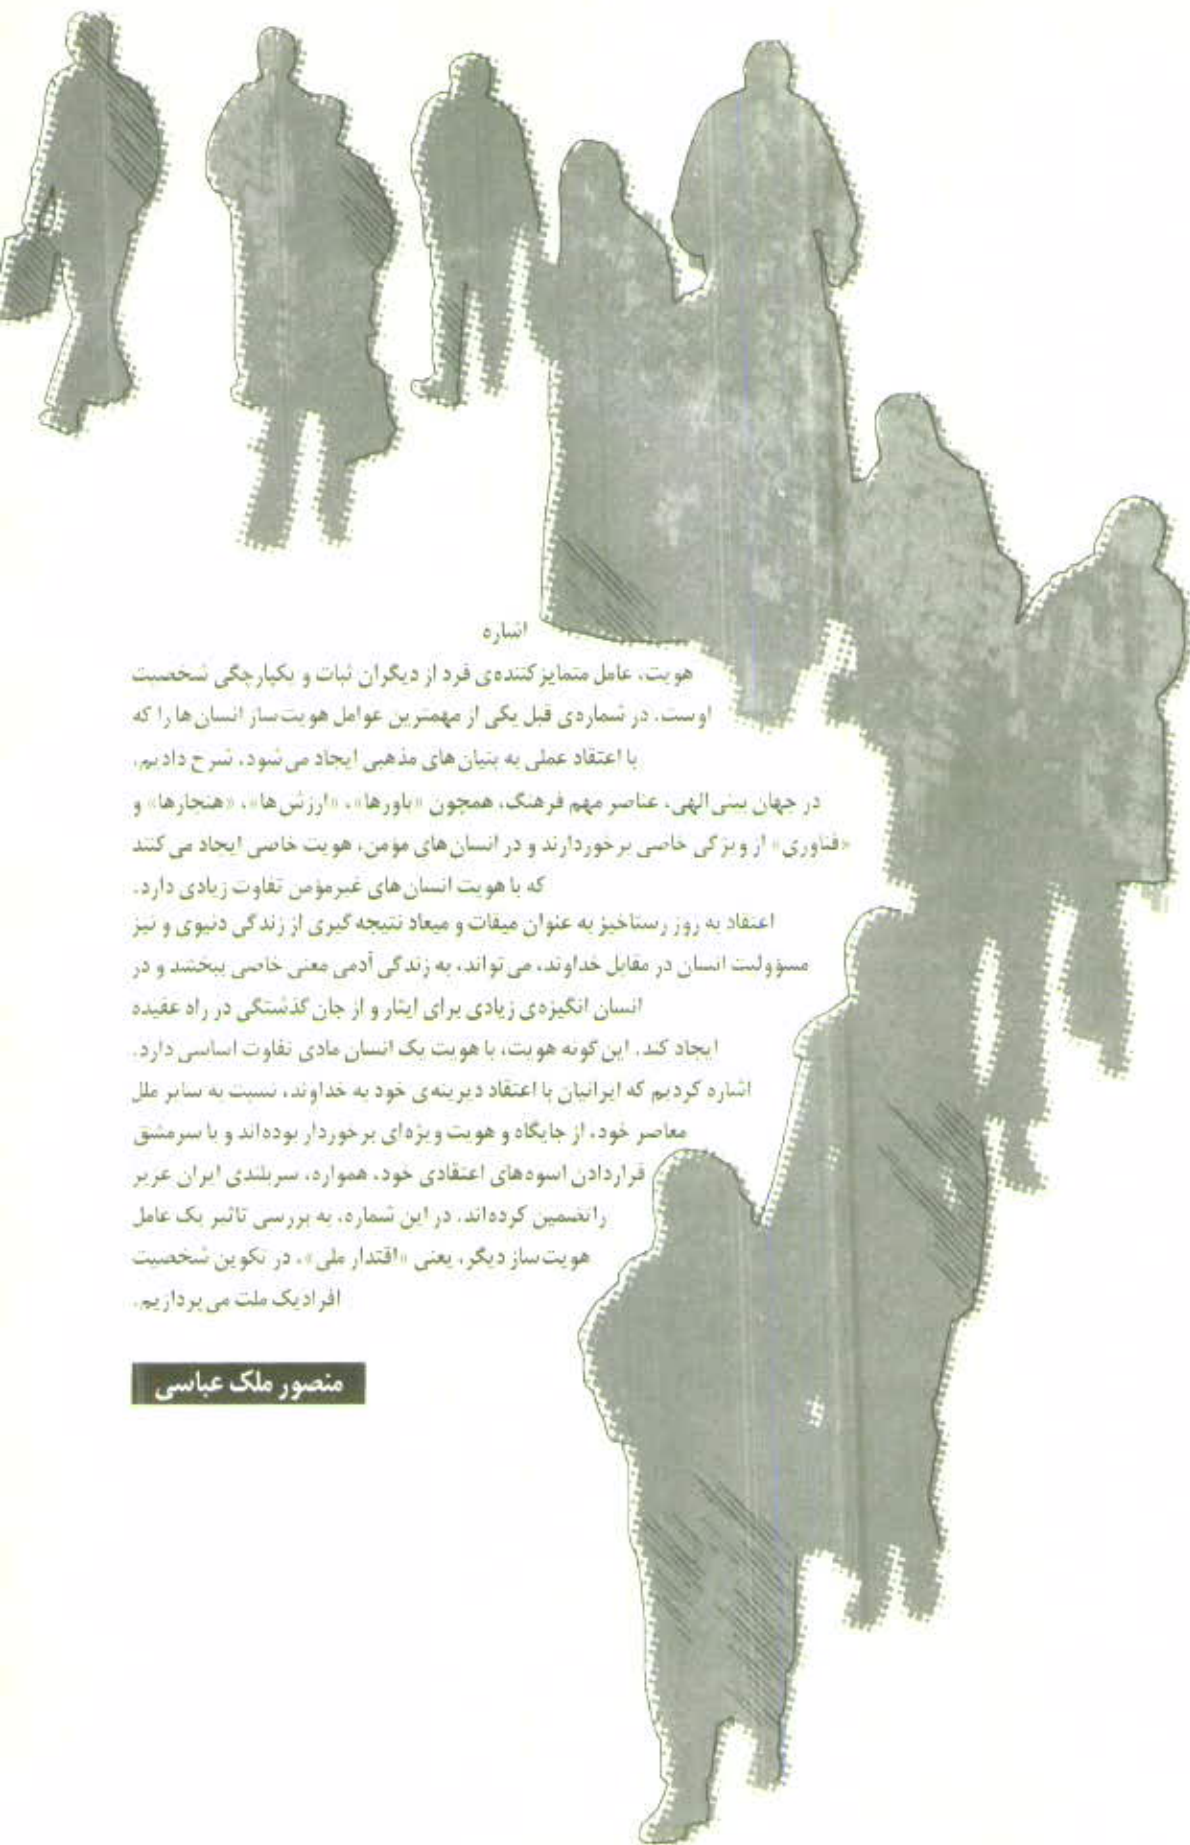 اشاره
هویت، عامل متمایز کننده‌ی فرد از دیگران ثبات و یکپارچگی شخصیت
اوست. در شماره‌ی قبل یکی از مهمترین عوامل هویت‌ساز انسان‌ها را که
با اعتقاد عملی به بنیان‌های مذهبی ایجاد می‌شود، شرح دادیم.
در جهان بینی الهی، عناصر مهم فرهنگ، همچون «باورها»، «ارزش‌ها»، «هنجارها» و
«فناوری» از ویژگی خاصی برخوردارند و در انسان‌های مؤمن، هویت خاصی ایجاد می‌کنند
که با هویت انسان‌های غیرمؤمن تفاوت زیادی دارد.
اعتقاد به روز رستاخیز به عنوان میقات و میعاد نتیجه گیری از زندگی دنیوی و نیز
مسؤولیت انسان در مقابل خداوند، می‌تواند، به زندگی آدمی معنی خاصی ببخشد و در
انسان انگیزه‌ی زیادی برای ایثار و از جان گذشتگی در راه عقیده
ایجاد کند. این گونه هویت، با هویت یک انسان مادی تفاوت اساسی دارد.
اشاره کردیم که ایرانیان با اعتقاد دیرینه‌ی خود به خداوند، نسبت به سایر ملل
معاصر خود، از جایگاه و هویت ویژه‌ای برخوردار بوده‌اند و با سرمشق
قراردادن اسوه‌های اعتقادی خود، همواره، سربلندی ایران عزیز
را تضمین کرده‌اند. در این شماره، به بررسی تاثیر یک عامل
هویت‌ساز دیگر، یعنی «اقتدار ملی»، در تکوین شخصیت
افراد یک ملت می‌پردازیم.
منصور ملک عباسی